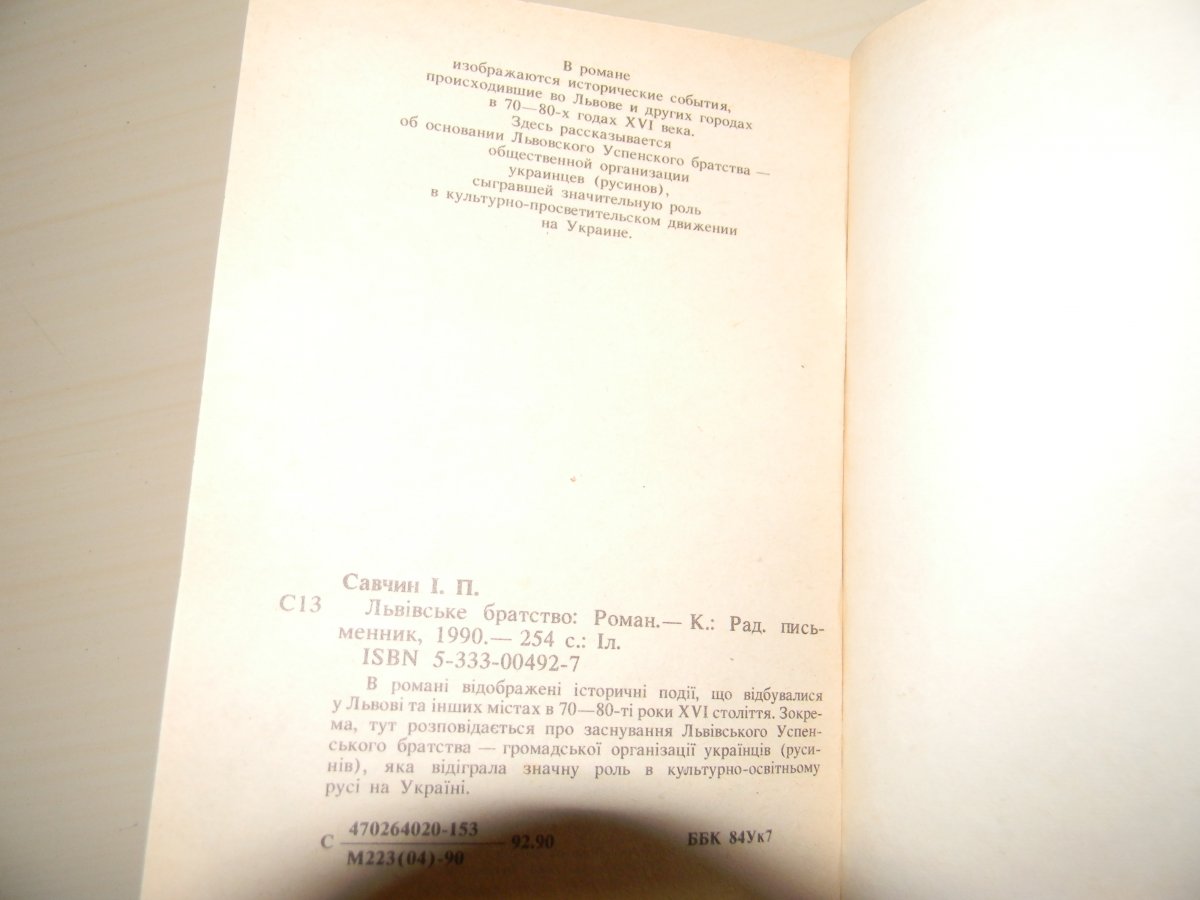 В романе
изображаются исторические события,
происходившие во Львове и других городах
в 70—80-х годах XVI века.
Здесь рассказывается
об основании Львовского Успенского братства —
общественной организации
украинцев (русинов),
сыгравшей значительную роль
в культурно-просветительском движении
на Украине.
Савчин І. П.
С13 Львівське братство: Роман.— К.: Рад. пись-
менник, 1990.— 254 с.: Іл.
ISBN 5-333-00492-7
В романі відображені історичні події, що відбувалися
у Львові та інших містах в 70—80-ті роки XVI століття. Зокре-
ма, тут розповідається про заснування Львівського Успен-
ського братства — громадської організації українців (руси-
нів), яка відіграла значну роль в культурно-освітньому
русі на Україні.
С 470264020-153 92.90 ББК 84Ук7
М223(04)-90